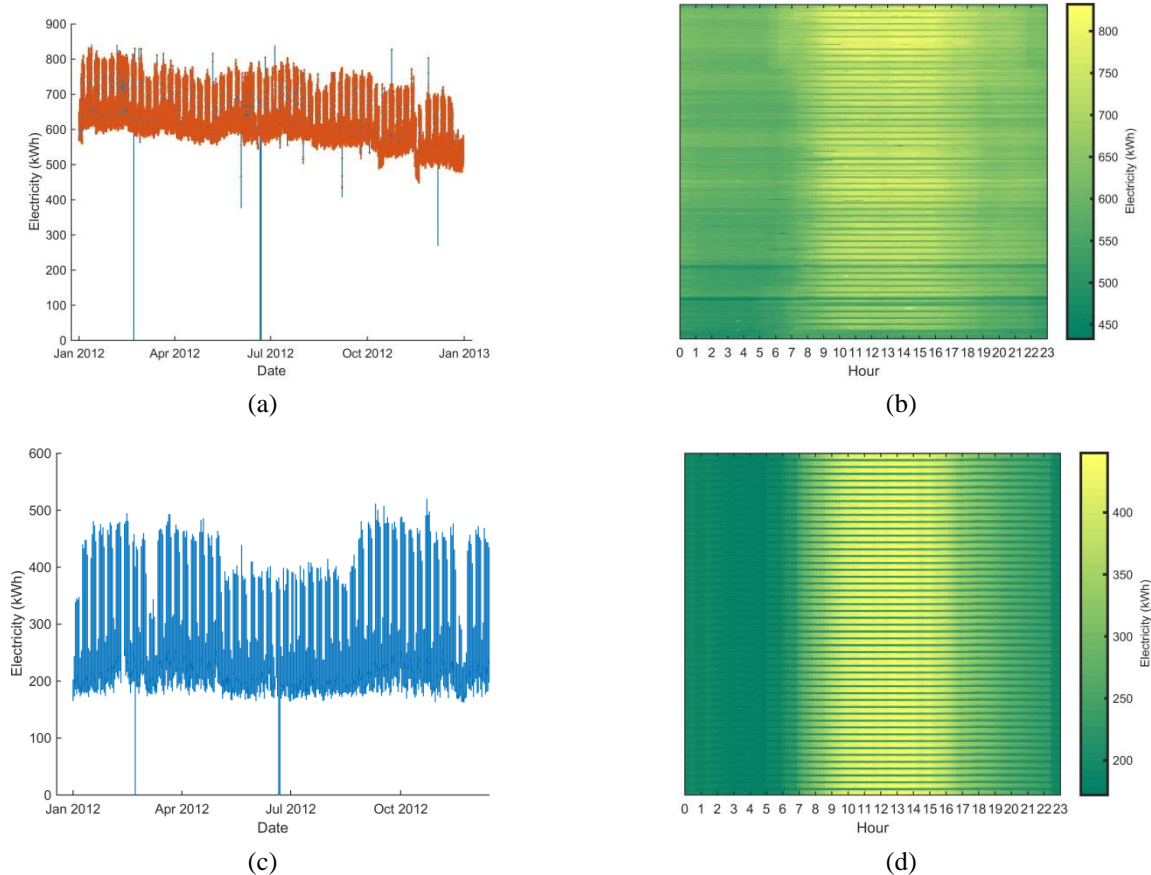 900
800
700
600
500
400
300
200
100
0
Electricity (kWh)
Jan 2012 Apr 2012 Jul 2012 Oct 2012 Jan 2013
Date
(a)
800
750
700
650
600
550
500
450
Electricity (kWh)
0 1 2 3 4 5 6 7 8 9 10 11 12 13 14 15 16 17 18 19 20 21 22 23
Hour
(b)
600
500
400
300
200
100
0
Electricity (kWh)
Jan 2012 Apr 2012 Jul 2012 Oct 2012
Date
(c)
400
350
300
250
200
Electricity (kWh)
0 1 2 3 4 5 6 7 8 9 10 11 12 13 14 15 16 17 18 19 20 21 22 23
Hour
(d)